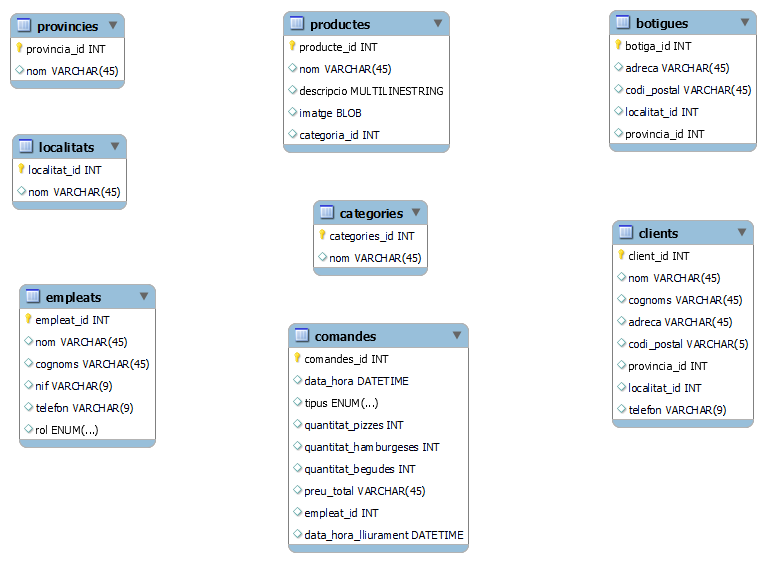 provincies
provincia_id INT
nom VARCHAR(45)
localitats
localitat_id INT
nom VARCHAR(45)
empleats
empleat_id INT
nom VARCHAR(45)
cognoms VARCHAR(45)
nif VARCHAR(9)
telefon VARCHAR(9)
rol ENUM(...)
productes
producte_id INT
nom VARCHAR(45)
descripcio MULTILINESTRING
imatge BLOB
categoria_id INT
categories
categories_id INT
nom VARCHAR(45)
comandes
comandes_id INT
data_hora DATETIME
tipus ENUM(...)
quantitat_pizzes INT
quantitat_hamburgeses INT
quantitat_begudes INT
preu_total VARCHAR(45)
empleat_id INT
data_hora_lliurament DATETIME
botigues
botiga_id INT
adreca VARCHAR(45)
codi_postal VARCHAR(45)
localitat_id INT
provincia_id INT
clients
client_id INT
nom VARCHAR(45)
cognoms VARCHAR(45)
adreca VARCHAR(45)
codi_postal VARCHAR(5)
provincia_id INT
localitat_id INT
telefon VARCHAR(9)